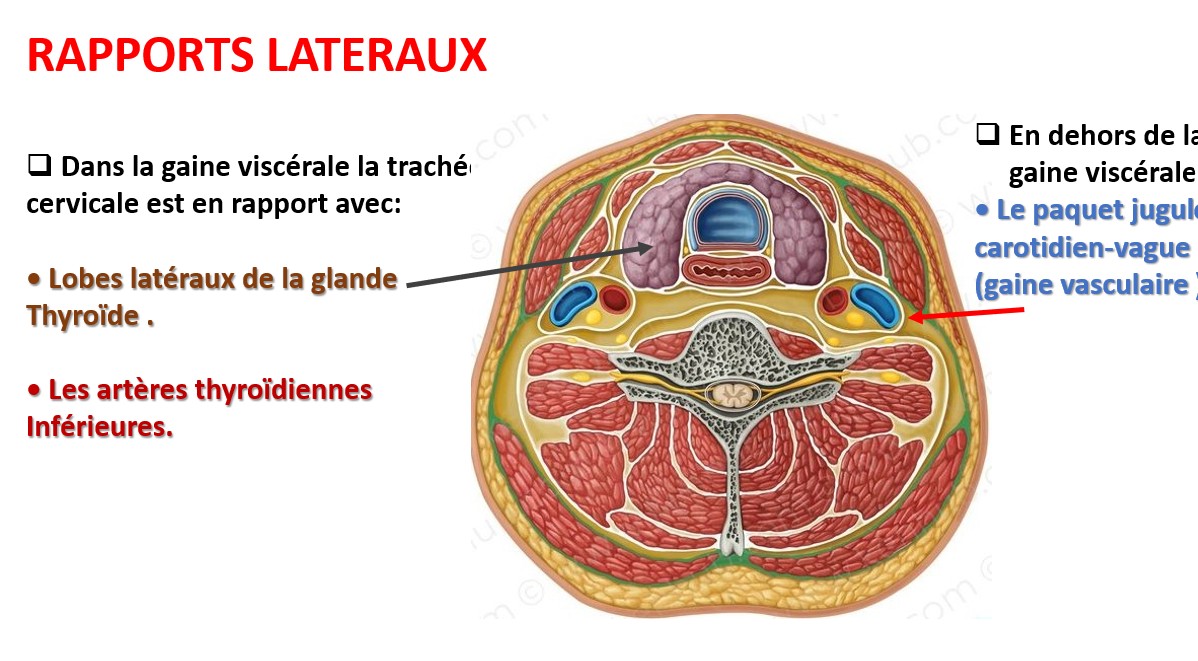 RAPPORTS LATERAUX
❑ Dans la gaine viscérale la traché
cervicale est en rapport avec:
• Lobes latéraux de la glande
Thyroïde .
• Les artères thyroïdiennes
Inférieures.
❑ En dehors de la
gaine viscérale
• Le paquet jugulo
carotidien-vague
(gaine vasculaire )